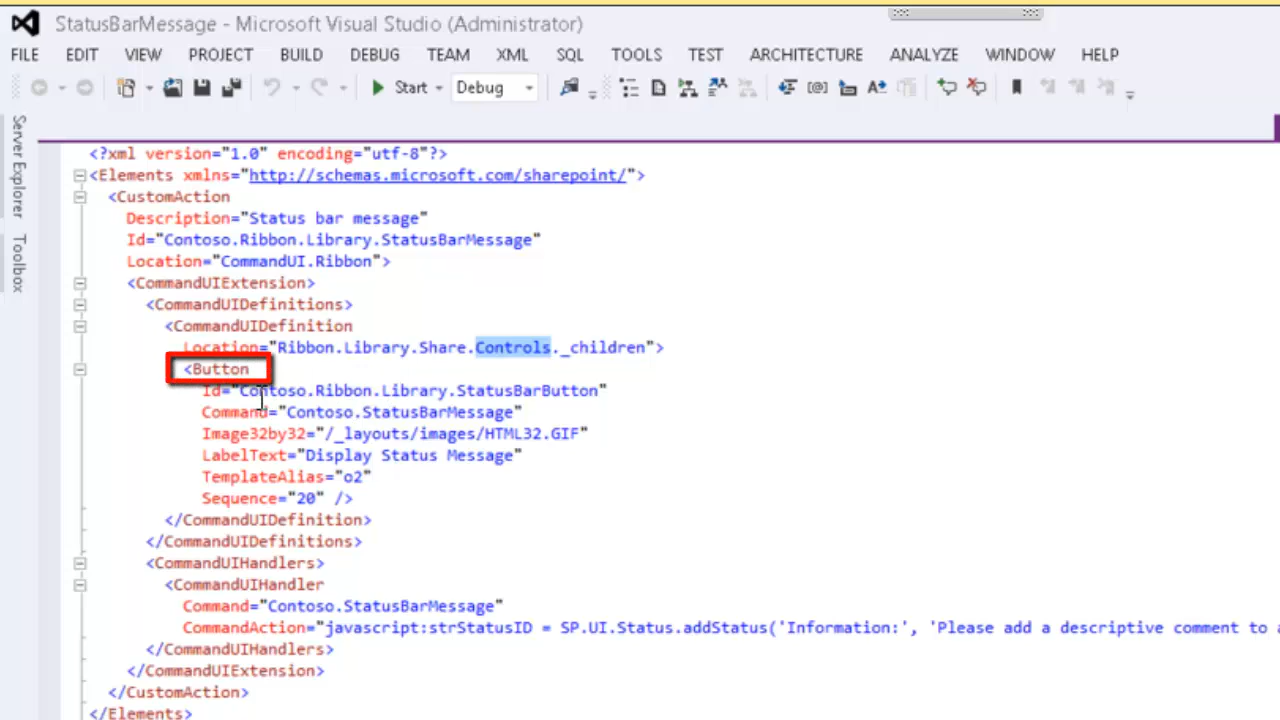 StatusBarMessage - Microsoft Visual Studio (Administrator)
FILE EDIT VIEW PROJECT BUILD DEBUG TEAM XML SQL TOOLS TEST ARCHITECTURE ANALYZE WINDOW HELP
Start Debug
Server Explorer
Toolbox
<?xml version="1.0" encoding="utf-8"?>
<Elements xmlns="http://schemas.microsoft.com/sharepoint/">
<CustomAction
Description="Status bar message"
Id="Contoso.Ribbon.Library.StatusBarMessage"
Location="CommandUI.Ribbon">
<CommandUIExtension>
<CommandUIDefinitions>
<CommandUIDefinition
Location="Ribbon.Library.Share.Controls._children">
<Button
Id="Contoso.Ribbon.Library.StatusBarButton"
Command="Contoso.StatusBarMessage"
Image32by32="/_layouts/images/HTML32.GIF"
LabelText="Display Status Message"
TemplateAlias="o2"
Sequence="20" />
</CommandUIDefinition>
</CommandUIDefinitions>
<CommandUIHandlers>
<CommandUIHandler
Command="Contoso.StatusBarMessage"
CommandAction="javascript:strStatusID = SP.UI.Status.addStatus('Information:', 'Please add a descriptive comment to
</CommandUIHandlers>
</CommandUIExtension>
</CustomAction>
</Elements>